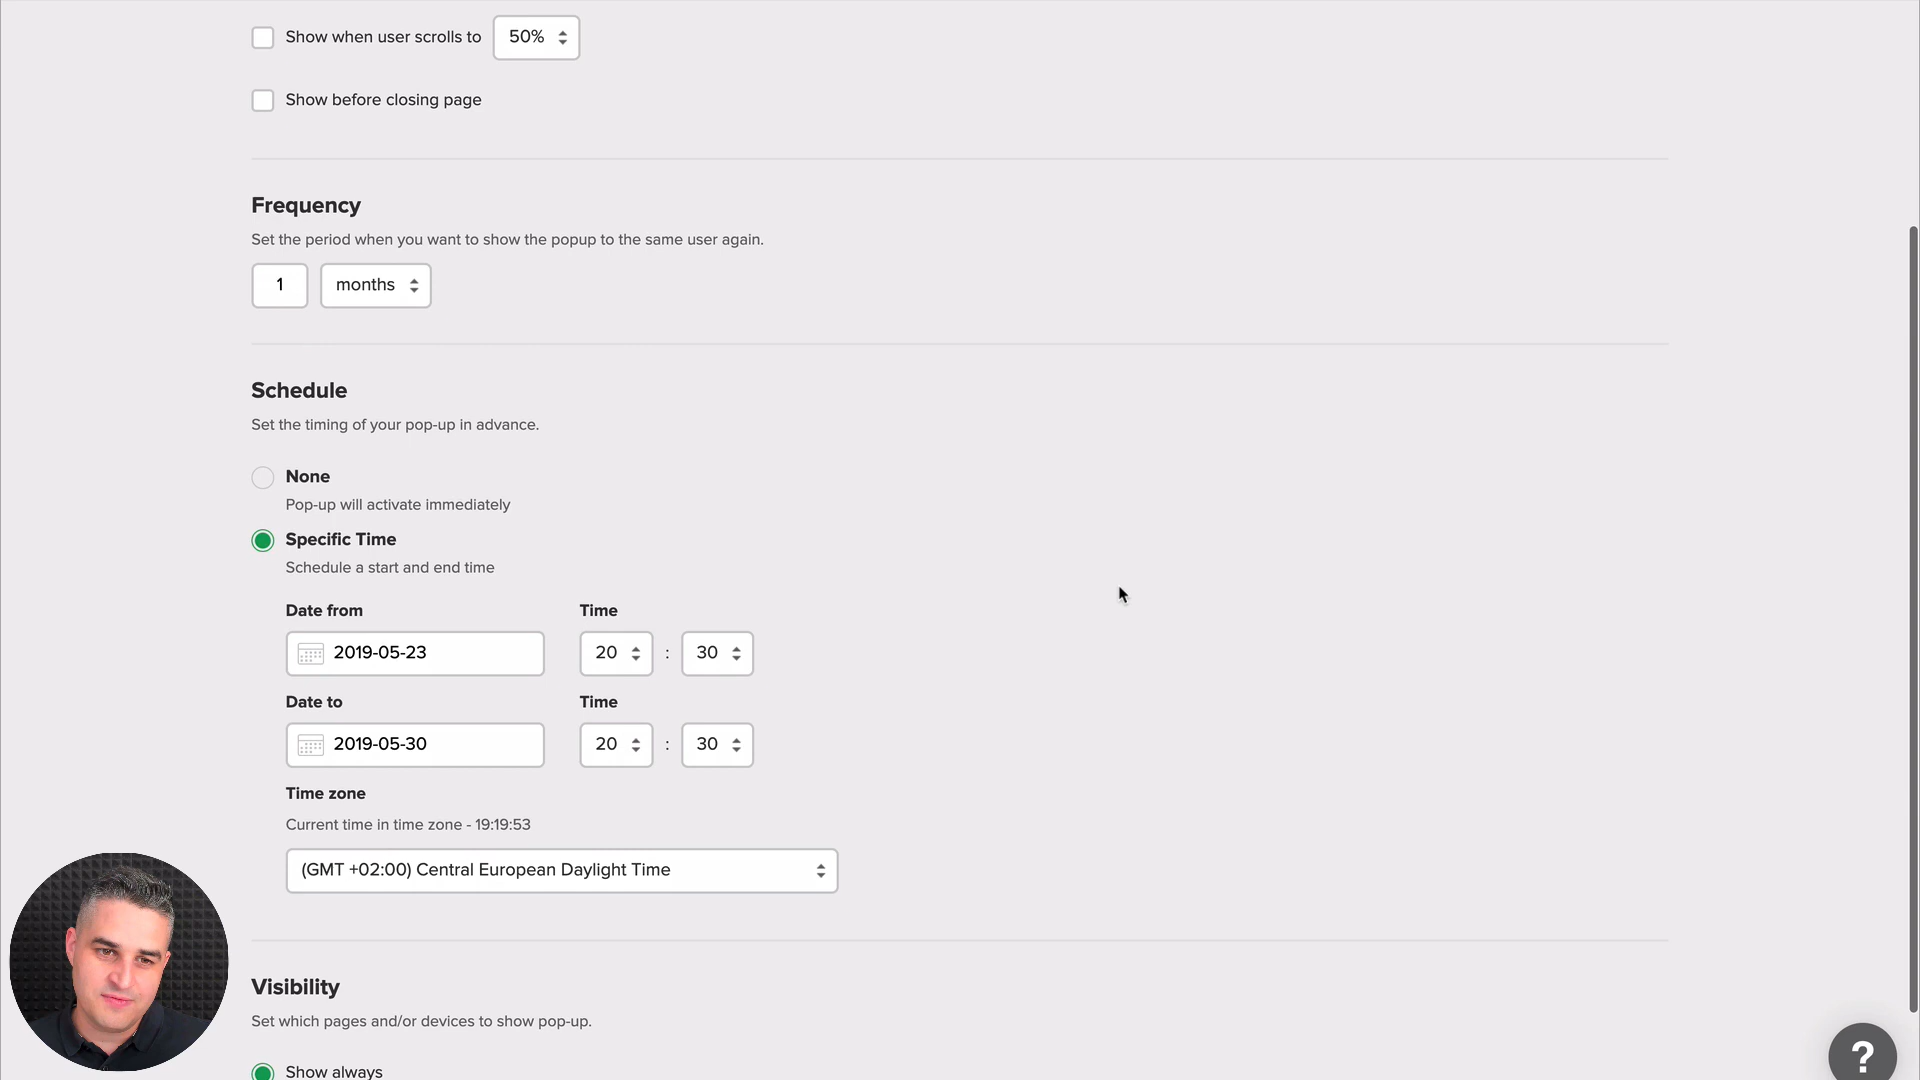 Show when user scrolls to 50%
Show before closing page
Frequency
Set the period when you want to show the popup to the same user again.
1 months
Schedule
Set the timing of your pop-up in advance.
None
Pop-up will activate immediately
Specific Time
Schedule a start and end time
Date from Time
2019-05-23 20 : 30
Date to Time
2019-05-30 20 : 30
Time zone
Current time in time zone - 19:19:53
(GMT +02:00) Central European Daylight Time
Visibility
Set which pages and/or devices to show pop-up.
Show always
?